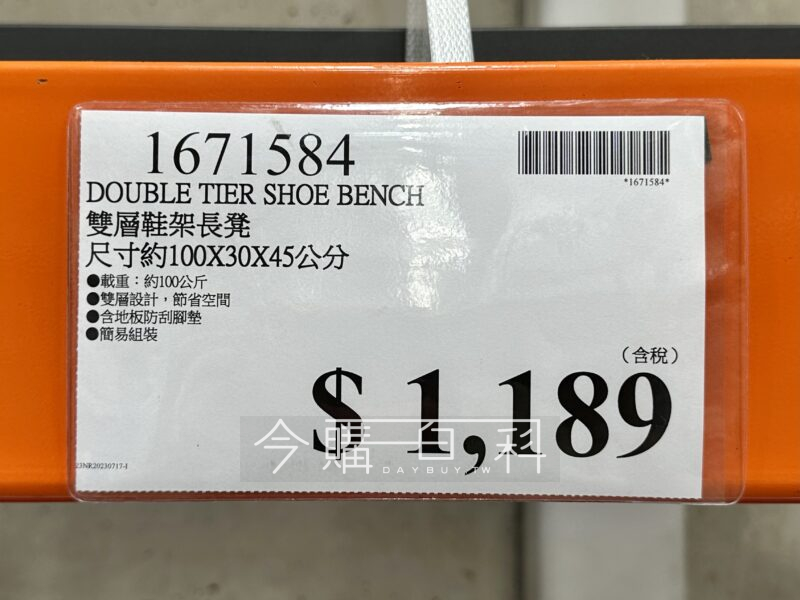 1671584
*1671584*
DOUBLE TIER SHOE BENCH
雙層鞋架長凳
尺寸約100X30X45公分
●載重：約100公斤
●雙層設計，節省空間
●含地板防刮腳墊
●簡易組裝
（含稅）
$ 1,189
今購百科
DAYBUY.TW
23NR20230717-1